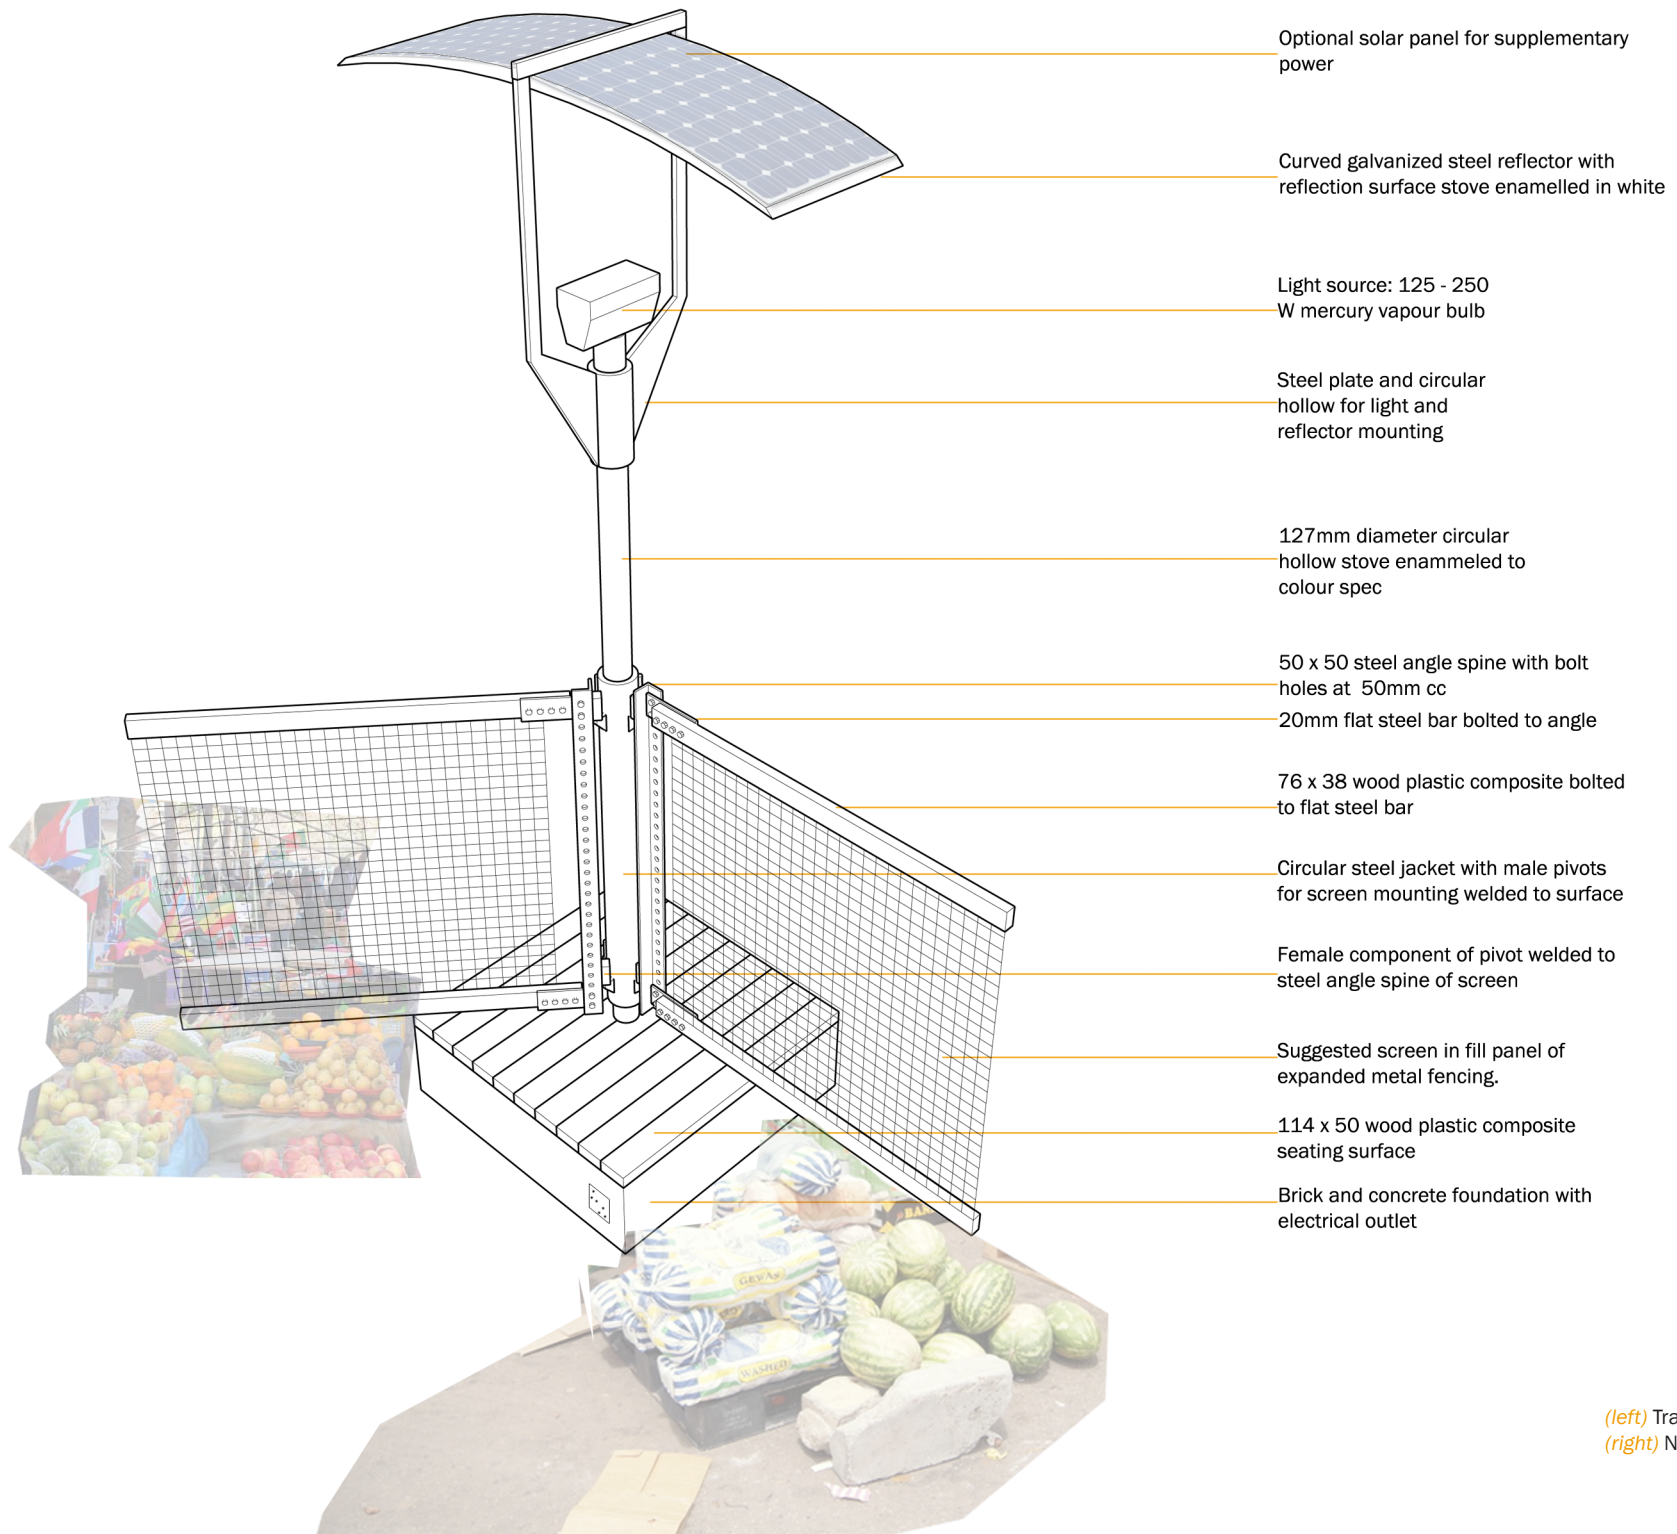 Optional solar panel for supplementary
power
Curved galvanized steel reflector with
reflection surface stove enamelled in white
Light source: 125 - 250
W mercury vapour bulb
Steel plate and circular
hollow for light and
reflector mounting
127mm diameter circular
hollow stove enammeled to
colour spec
50 x 50 steel angle spine with bolt
holes at 50mm cc
20mm flat steel bar bolted to angle
76 x 38 wood plastic composite bolted
to flat steel bar
Circular steel jacket with male pivots
for screen mounting welded to surface
Female component of pivot welded to
steel angle spine of screen
Suggested screen in fill panel of
expanded metal fencing.
114 x 50 wood plastic composite
seating surface
Brick and concrete foundation with
electrical outlet
GEWAS
WASHED
(left) Tra
(right) N